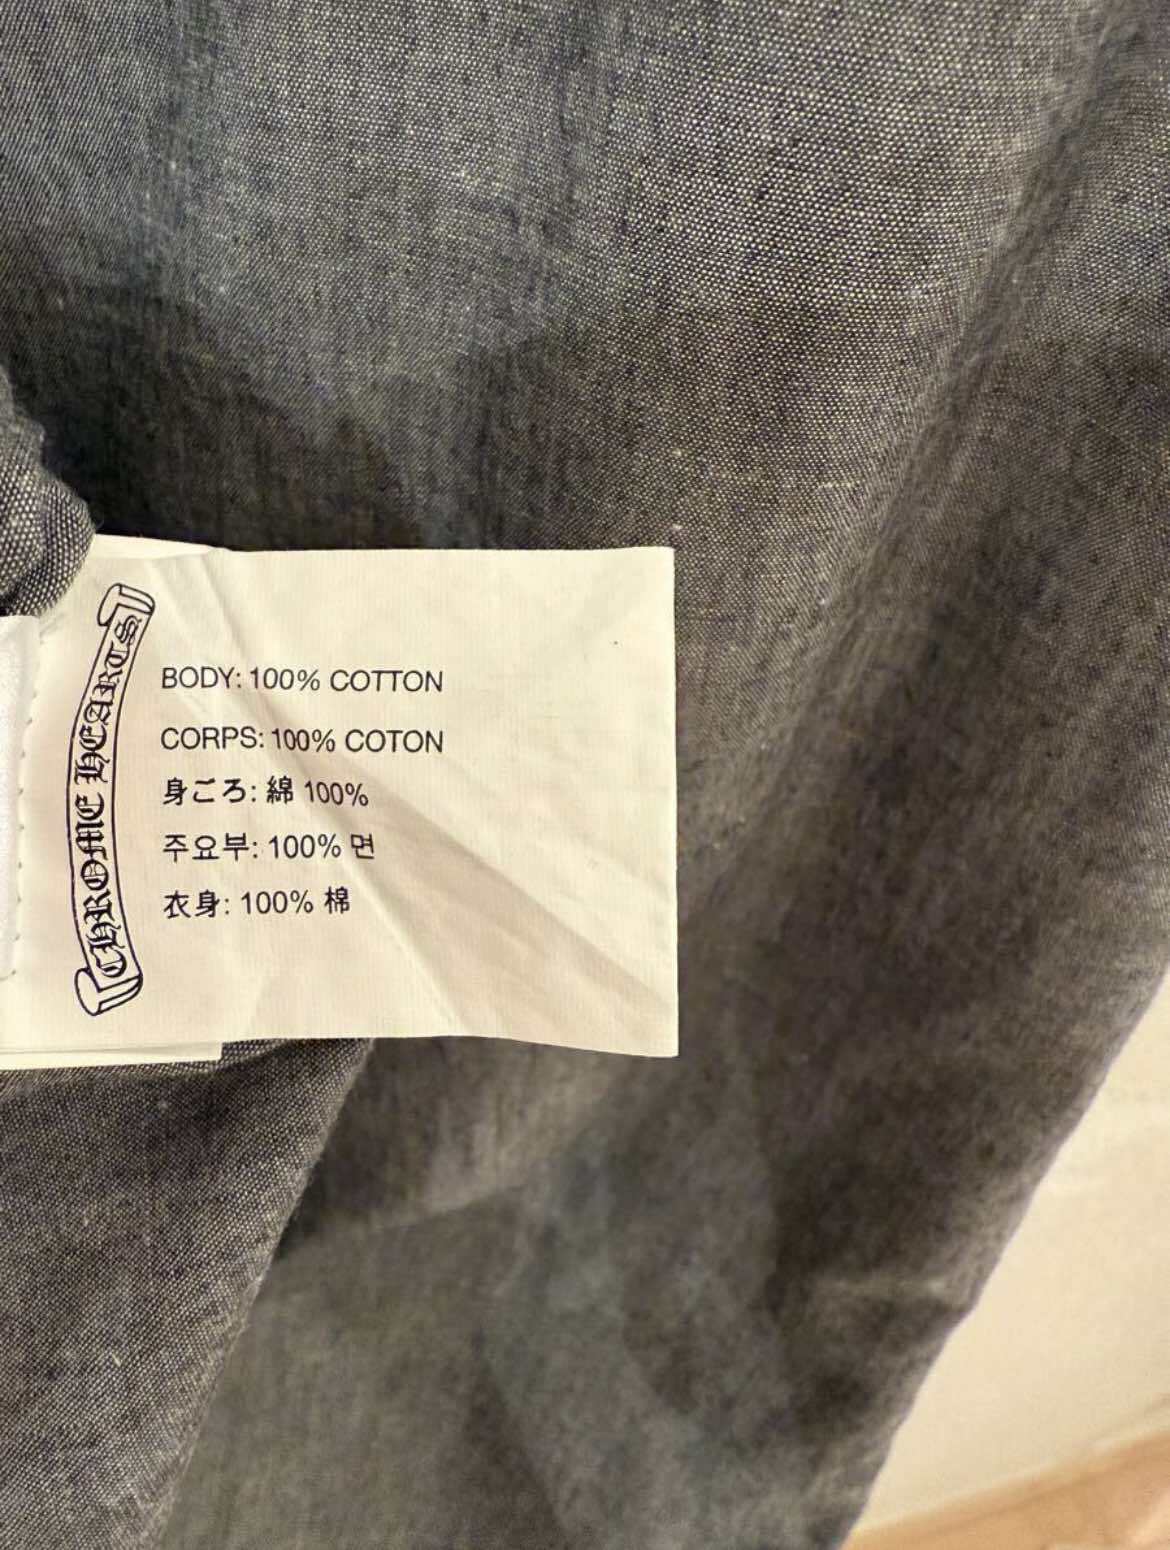 CHROME HEARTS
BODY: 100% COTTON
CORPS: 100% COTON
身ごろ: 綿 100%
주요부: 100% 면
衣身: 100% 棉